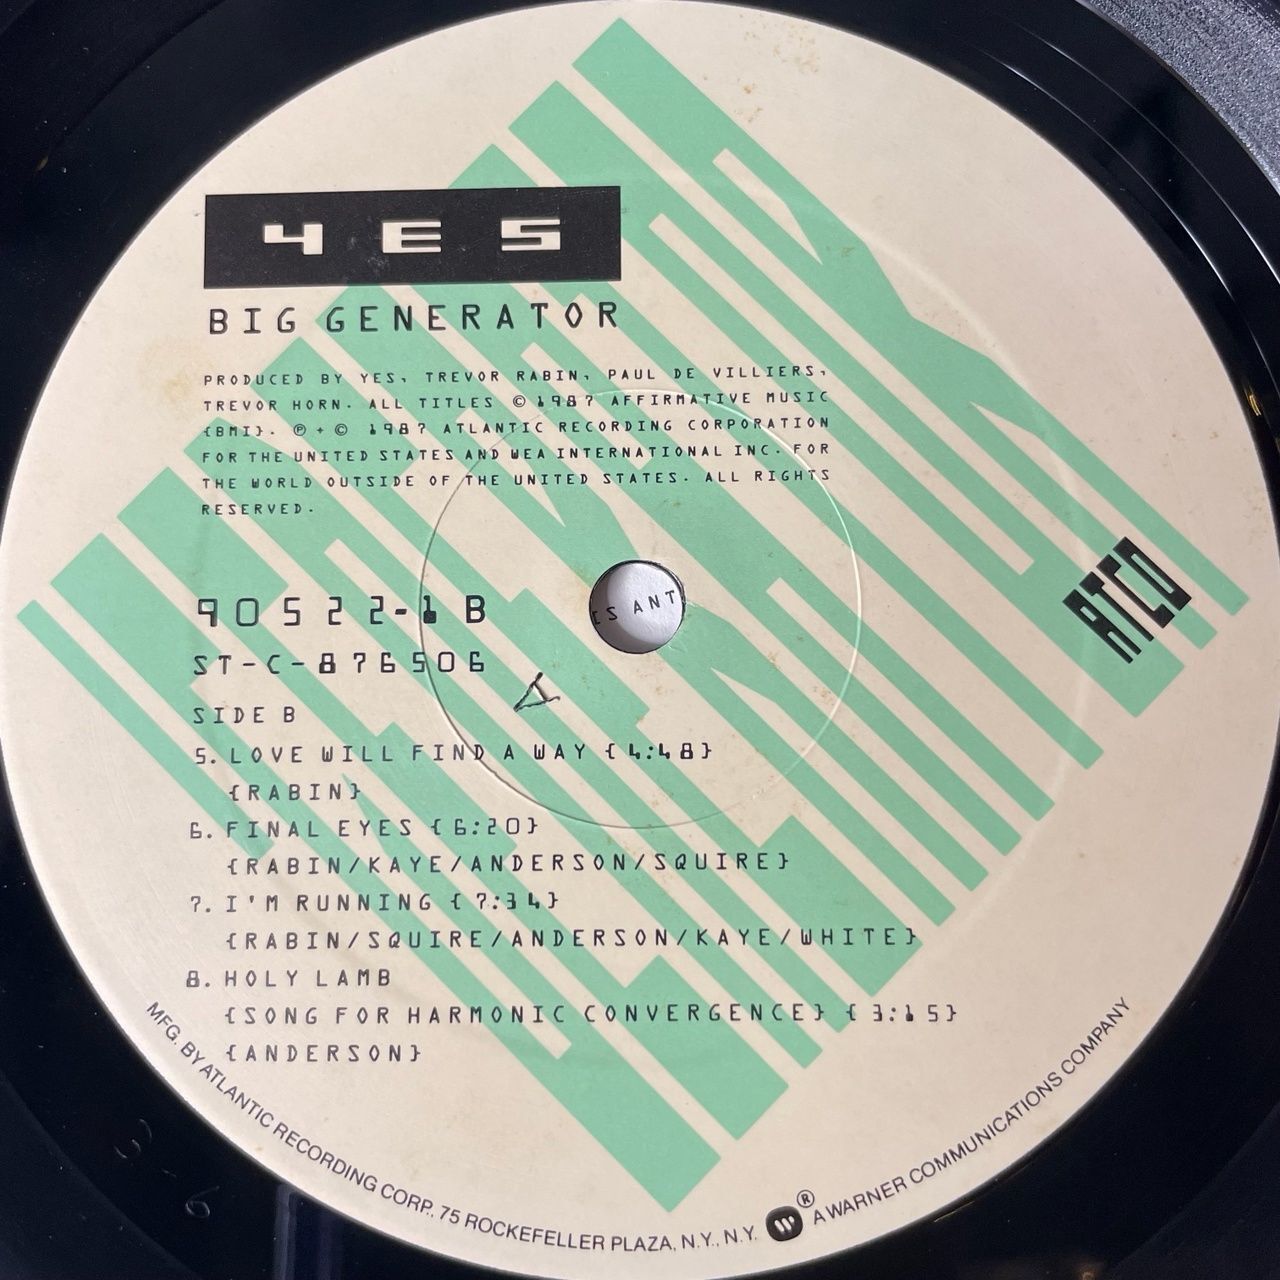 YES
BIG GENERATOR
PRODUCED BY YES, TREVOR RABIN, PAUL DE VILLIERS,
TREVOR HORN. ALL TITLES © 1987 AFFIRMATIVE MUSIC
{BMI}. ℗ + © 1987 ATLANTIC RECORDING CORPORATION
FOR THE UNITED STATES AND WEA INTERNATIONAL INC. FOR
THE WORLD OUTSIDE OF THE UNITED STATES. ALL RIGHTS
RESERVED.
ATCO
90522-1 B
ES ANT
ST-C-876506
SIDE B
5. LOVE WILL FIND A WAY {4:48}
{RABIN}
6. FINAL EYES {6:20}
{RABIN/KAYE/ANDERSON/SQUIRE}
7. I'M RUNNING {7:34}
{RABIN/SQUIRE/ANDERSON/KAYE/WHITE}
8. HOLY LAMB
{SONG FOR HARMONIC CONVERGENCE} {3:15}
{ANDERSON}
MFG. BY ATLANTIC RECORDING CORP., 75 ROCKEFELLER PLAZA, N.Y., N.Y. ® A WARNER COMMUNICATIONS COMPANY